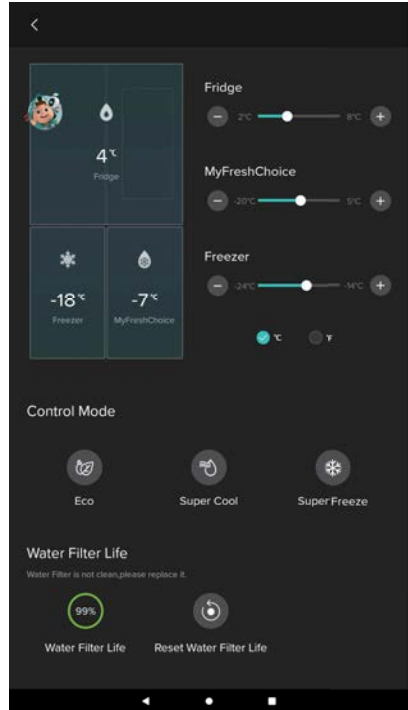 Fridge
2°C 8°C
4°C
Fridge
MyFreshChoice
-20°C 5°C
Freezer
-24°C -14°C
-18°C
Freezer
-7°C
MyFreshChoice
°C °F
Control Mode
Eco
Super Cool
Super Freeze
Water Filter Life
Water Filter is not clean,please replace it.
99%
Water Filter Life
Reset Water Filter Life